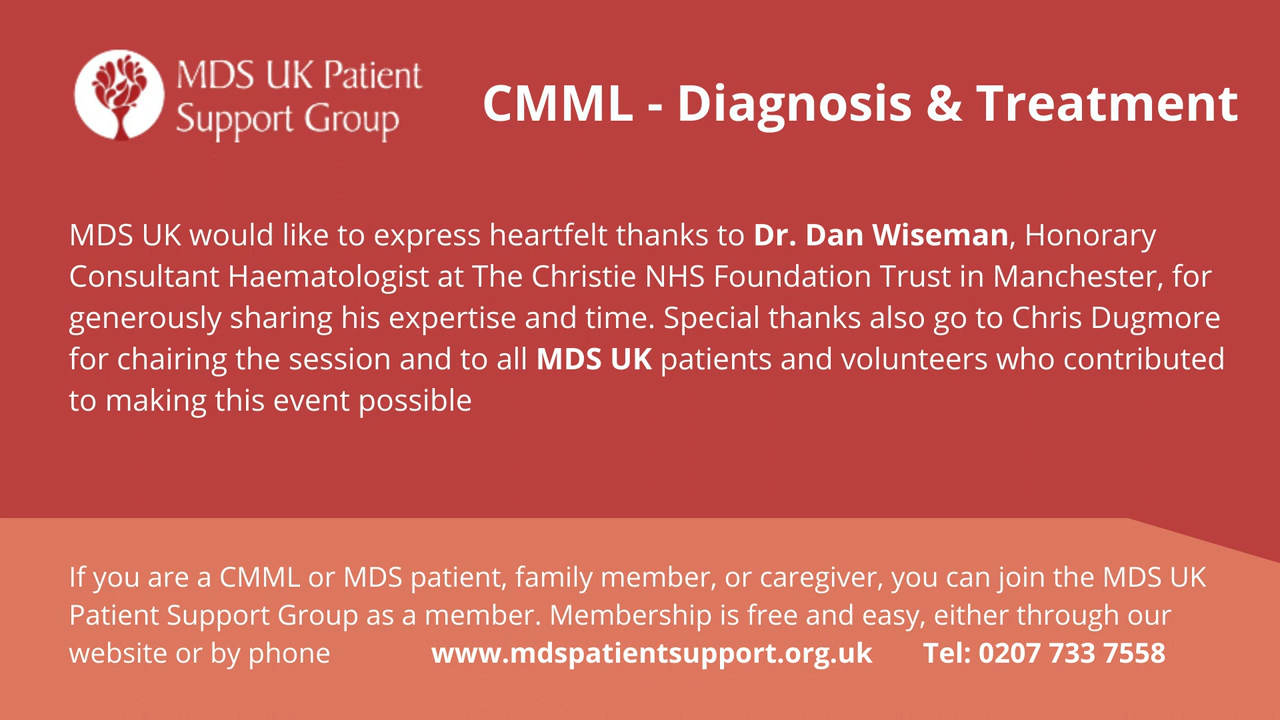 MDS UK Patient
Support Group
CMML - Diagnosis & Treatment
MDS UK would like to express heartfelt thanks to Dr. Dan Wiseman, Honorary
Consultant Haematologist at The Christie NHS Foundation Trust in Manchester, for
generously sharing his expertise and time. Special thanks also go to Chris Dugmore
for chairing the session and to all MDS UK patients and volunteers who contributed
to making this event possible
If you are a CMML or MDS patient, family member, or caregiver, you can join the MDS UK
Patient Support Group as a member. Membership is free and easy, either through our
website or by phone www.mdspatientsupport.org.uk Tel: 0207 733 7558